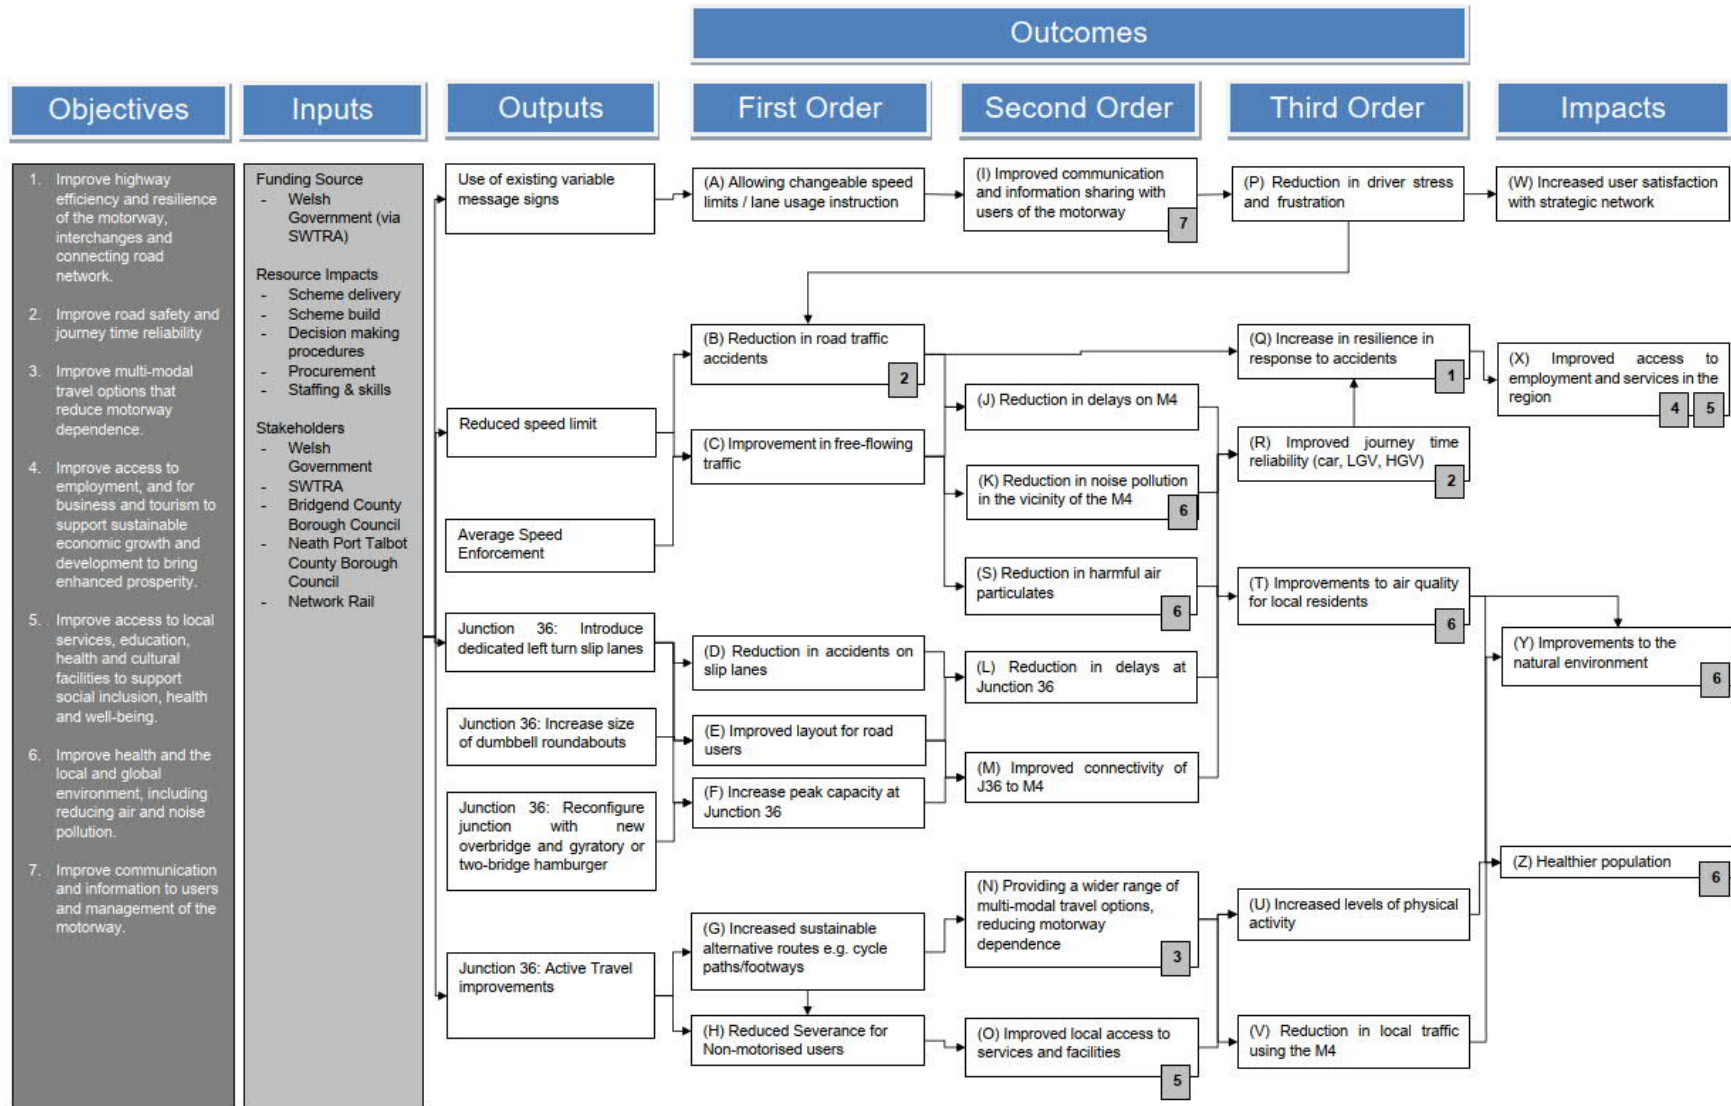 Outcomes
Objectives
Inputs
Outputs
First Order
Second Order
Third Order
Impacts
1. Improve highway
efficiency and resilience
of the motorway,
interchanges and
connecting road
network.
2. Improve road safety and
journey time reliability
3. Improve multi-modal
travel options that
reduce motorway
dependence.
4. Improve access to
employment, and for
business and tourism to
support sustainable
economic growth and
development to bring
enhanced prosperity.
5. Improve access to local
services, education,
health and cultural
facilities to support
social inclusion, health
and well-being.
6. Improve health and the
local and global
environment, including
reducing air and noise
pollution.
7. Improve communication
and information to users
and management of the
motorway.
Funding Source
- Welsh
Government (via
SWTRA)
Resource Impacts
- Scheme delivery
- Scheme build
- Decision making
procedures
- Procurement
- Staffing & skills
Stakeholders
- Welsh
Government
- SWTRA
- Bridgend County
Borough Council
- Neath Port Talbot
County Borough
Council
- Network Rail
Use of existing variable
message signs
Reduced speed limit
Average Speed
Enforcement
Junction 36: Introduce
dedicated left turn slip lanes
Junction 36: Increase size
of dumbbell roundabouts
Junction 36: Reconfigure
junction with new
overbridge and gyratory or
two-bridge hamburger
Junction 36: Active Travel
improvements
(A) Allowing changeable speed
limits / lane usage instruction
(B) Reduction in road traffic
accidents
2
(C) Improvement in free-flowing
traffic
(D) Reduction in accidents on
slip lanes
(E) Improved layout for road
users
(F) Increase peak capacity at
Junction 36
(G) Increased sustainable
alternative routes e.g. cycle
paths/footways
(H) Reduced Severance for
Non-motorised users
(I) Improved communication
and information sharing with
users of the motorway
7
(J) Reduction in delays on M4
(K) Reduction in noise pollution
in the vicinity of the M4
6
(S) Reduction in harmful air
particulates
6
(L) Reduction in delays at
Junction 36
(M) Improved connectivity of
J36 to M4
(N) Providing a wider range of
multi-modal travel options,
reducing motorway
dependence
3
(O) Improved local access to
services and facilities
5
(P) Reduction in driver stress
and frustration
(Q) Increase in resilience in
response to accidents
1
(R) Improved journey time
reliability (car, LGV, HGV)
2
(T) Improvements to air quality
for local residents
6
(U) Increased levels of physical
activity
(V) Reduction in local traffic
using the M4
(W) Increased user satisfaction
with strategic network
(X) Improved access to
employment and services in the
region
4 5
(Y) Improvements to the
natural environment
6
(Z) Healthier population
6